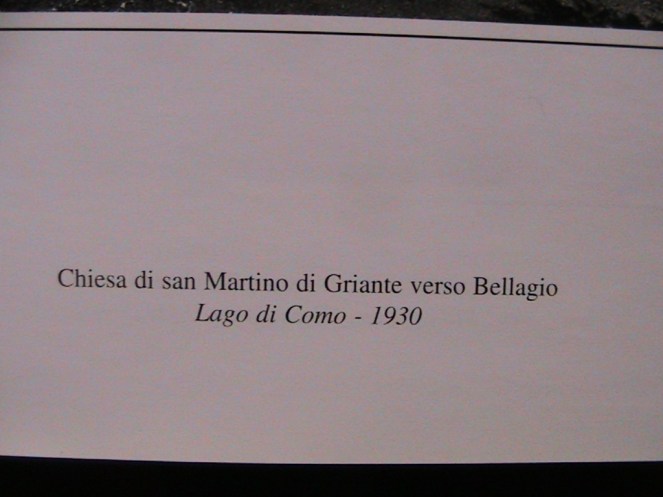 Chiesa di san Martino di Griante verso Bellagio
Lago di Como - 1930